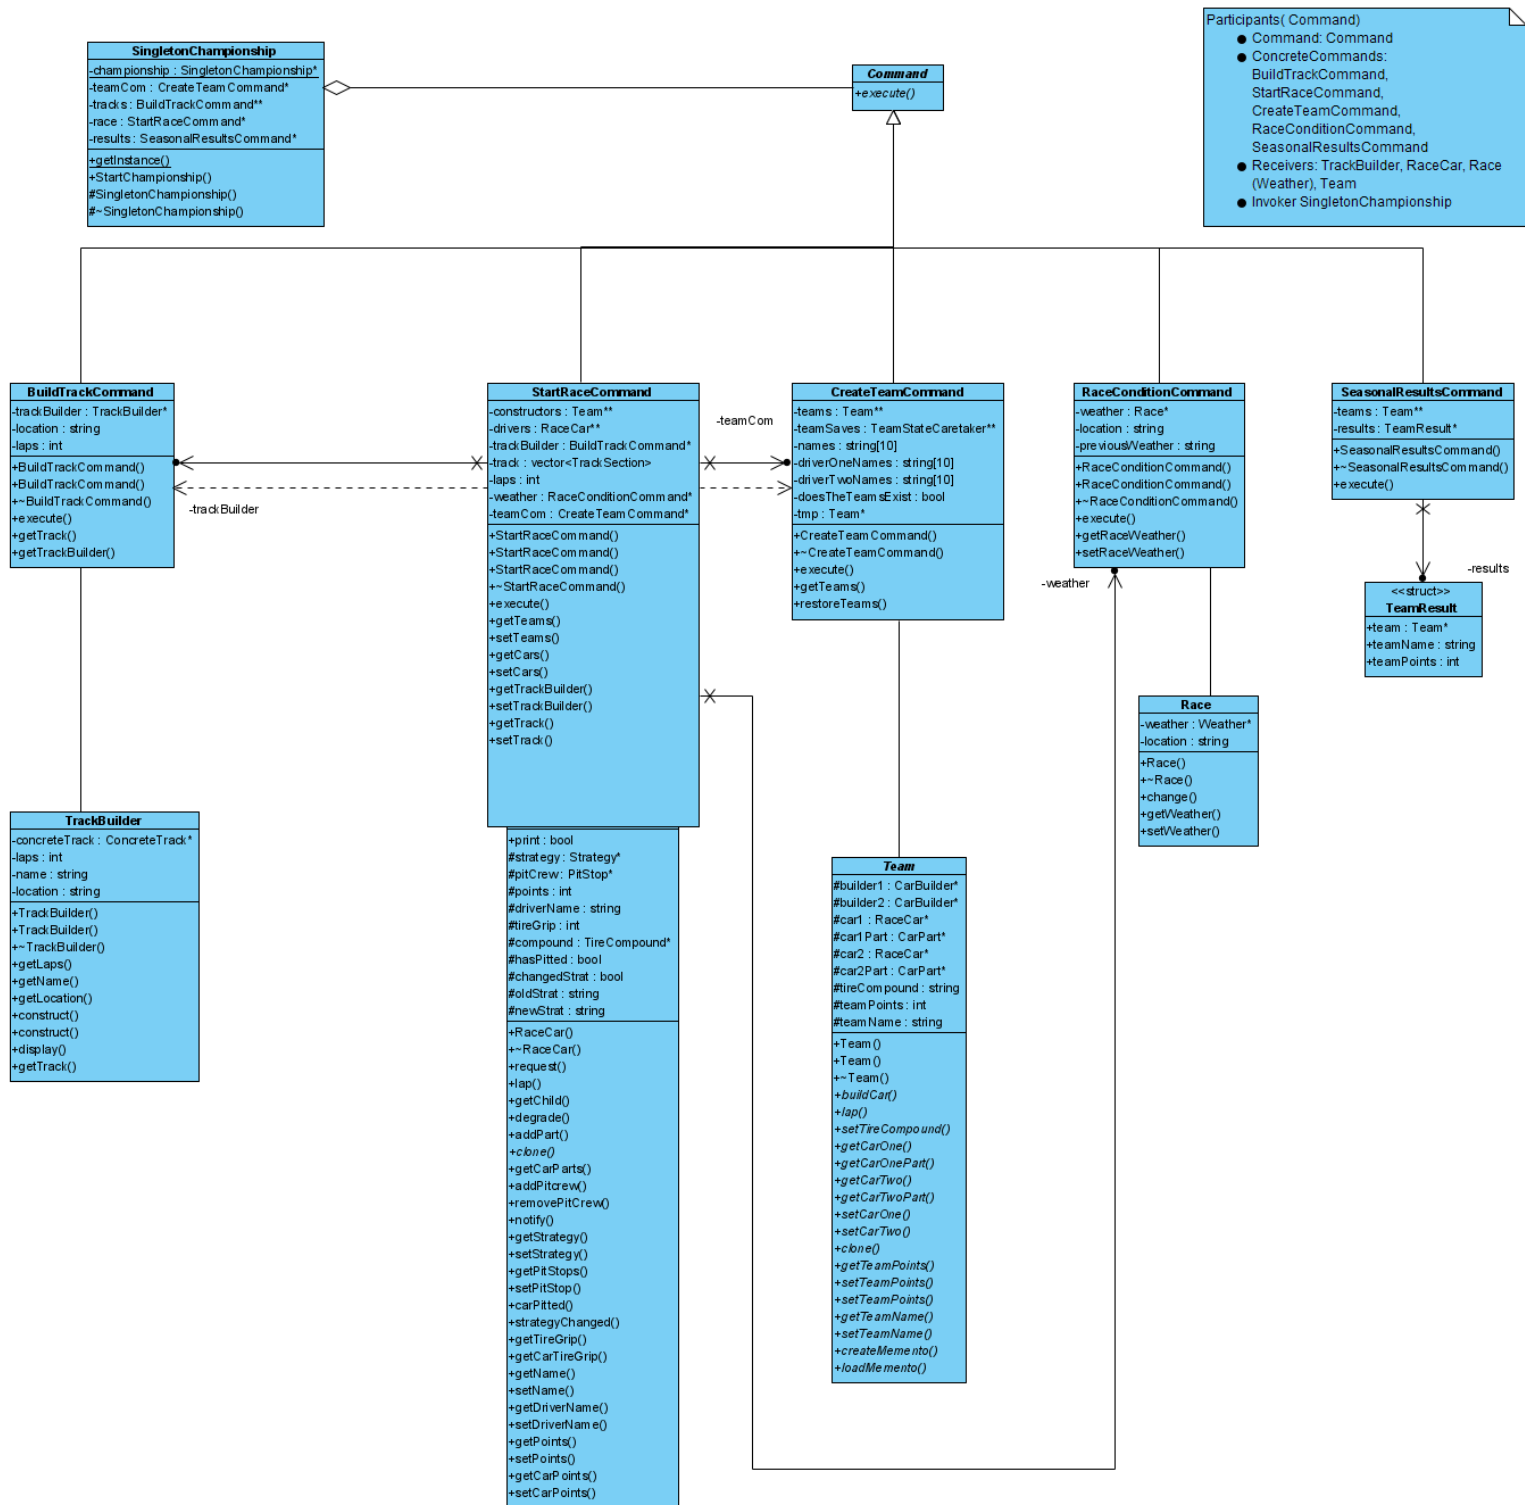 Participants( Command)
● Command: Command
● ConcreteCommands:
BuildTrackCommand,
StartRaceCommand,
CreateTeamCommand,
RaceConditionCommand,
SeasonalResultsCommand
● Receivers: TrackBuilder, RaceCar, Race
(Weather), Team
● Invoker SingletonChampionship
SingletonChampionship
-championship : SingletonChampionship*
-teamCom : CreateTeamCommand*
-tracks : BuildTrackCommand**
-race : StartRaceCommand*
-results : SeasonalResultsCommand*
+getInstance()
+StartChampionship()
#SingletonChampionship()
#~SingletonChampionship()
Command
+execute()
BuildTrackCommand
-trackBuilder : TrackBuilder*
-location : string
-laps : int
+BuildTrackCommand()
+BuildTrackCommand()
+~BuildTrackCommand()
+execute()
+getTrack()
+getTrackBuilder()
-trackBuilder
StartRaceCommand
-constructors : Team**
-drivers : RaceCar**
-trackBuilder : BuildTrackCommand*
-track : vector<TrackSection>
-laps : int
-weather : RaceConditionCommand*
-teamCom : CreateTeamCommand*
+StartRaceCommand()
+StartRaceCommand()
+StartRaceCommand()
+~StartRaceCommand()
+execute()
+getTeams()
+setTeams()
+getCars()
+setCars()
+getTrackBuilder()
+setTrackBuilder()
+getTrack()
+setTrack()
-teamCom
CreateTeamCommand
-teams : Team**
-teamSaves : TeamStateCaretaker**
-names : string[10]
-driverOneNames : string[10]
-driverTwoNames : string[10]
-doesTheTeamsExist : bool
-tmp : Team*
+CreateTeamCommand()
+~CreateTeamCommand()
+execute()
+getTeams()
+restoreTeams()
RaceConditionCommand
-weather : Race*
-location : string
-previousWeather : string
+RaceConditionCommand()
+RaceConditionCommand()
+~RaceConditionCommand()
+execute()
+getRaceWeather()
+setRaceWeather()
-weather
SeasonalResultsCommand
-teams : Team**
-results : TeamResult*
+SeasonalResultsCommand()
+~SeasonalResultsCommand()
+execute()
-results
<<struct>>
TeamResult
+team : Team*
+teamName : string
+teamPoints : int
Race
-weather : Weather*
-location : string
+Race()
+~Race()
+change()
+getWeather()
+setWeather()
TrackBuilder
-concreteTrack : ConcreteTrack*
-laps : int
-name : string
-location : string
+TrackBuilder()
+TrackBuilder()
+~TrackBuilder()
+getLaps()
+getName()
+getLocation()
+construct()
+construct()
+display()
+getTrack()
+print : bool
#strategy : Strategy*
#pitCrew : PitStop*
#points : int
#driverName : string
#tireGrip : int
#compound : TireCompound*
#hasPitted : bool
#changedStrat : bool
#oldStrat : string
#newStrat : string
+RaceCar()
+~RaceCar()
+request()
+lap()
+getChild()
+degrade()
+addPart()
+clone()
+getCarParts()
+addPitcrew()
+removePitCrew()
+notify()
+getStrategy()
+setStrategy()
+getPitStops()
+setPitStop()
+carPitted()
+strategyChanged()
+getTireGrip()
+getCarTireGrip()
+getName()
+setName()
+getDriverName()
+setDriverName()
+getPoints()
+setPoints()
+getCarPoints()
+setCarPoints()
Team
#builder1 : CarBuilder*
#builder2 : CarBuilder*
#car1 : RaceCar*
#car1Part : CarPart*
#car2 : RaceCar*
#car2Part : CarPart*
#tireCompound : string
#teamPoints : int
#teamName : string
+Team()
+Team()
+~Team()
+buildCar()
+lap()
+setTireCompound()
+getCarOne()
+getCarOnePart()
+getCarTwo()
+getCarTwoPart()
+setCarOne()
+setCarTwo()
+clone()
+getTeamPoints()
+setTeamPoints()
+setTeamPoints()
+getTeamName()
+setTeamName()
+createMemento()
+loadMemento()